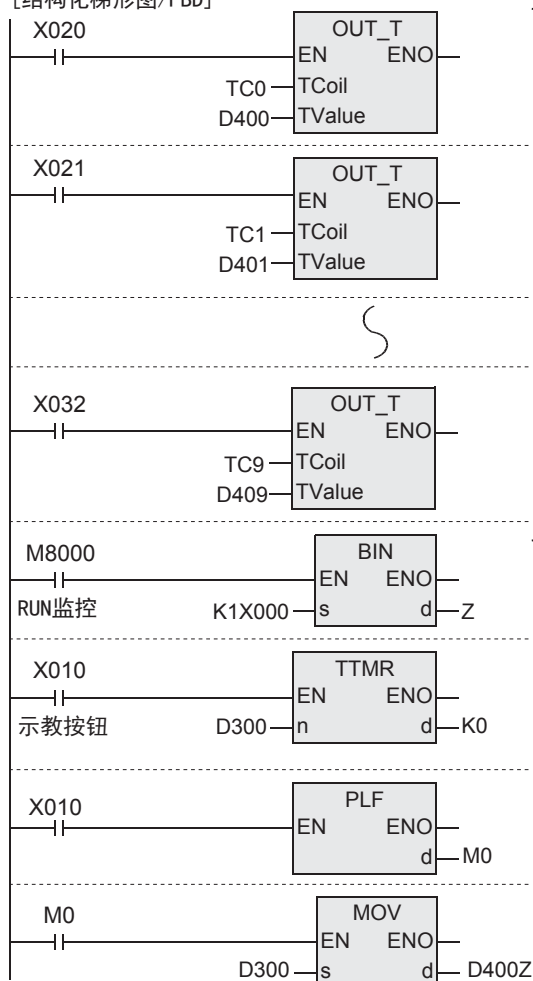 [结构化梯形图/FBD]
X020
OUT_T
EN ENO
TC0 TCoil
D400 TValue
X021
OUT_T
EN ENO
TC1 TCoil
D401 TValue
X032
OUT_T
EN ENO
TC9 TCoil
D409 TValue
M8000
BIN
EN ENO
RUN监控
K1X000 s d Z
X010
TTMR
EN ENO
示教按钮
D300 n d K0
X010
PLF
EN ENO
d M0
M0
MOV
EN ENO
D300 s d D400Z